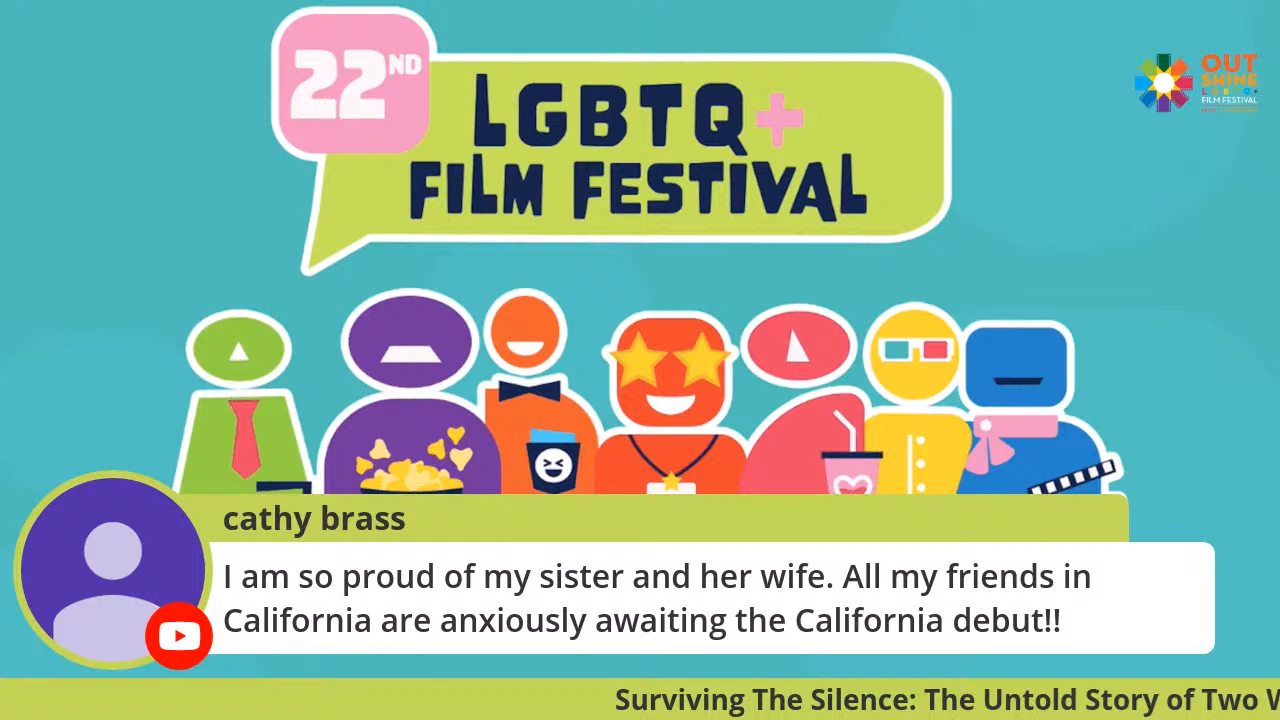 22ND
LGBTQ+
FILM FESTIVAL
OUT
SHINE
LGBTQ+
FILM FESTIVAL
cathy brass
I am so proud of my sister and her wife. All my friends in
California are anxiously awaiting the California debut!!
Surviving The Silence: The Untold Story of Two